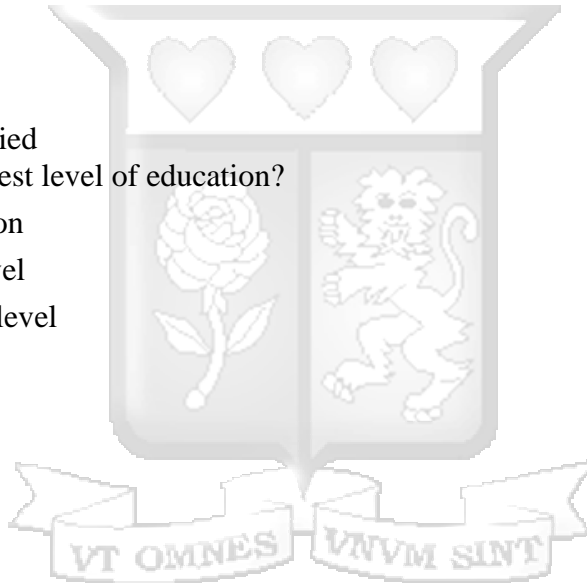 ied
est level of education?
on
vel
level
VT OMNES VNVM SINT